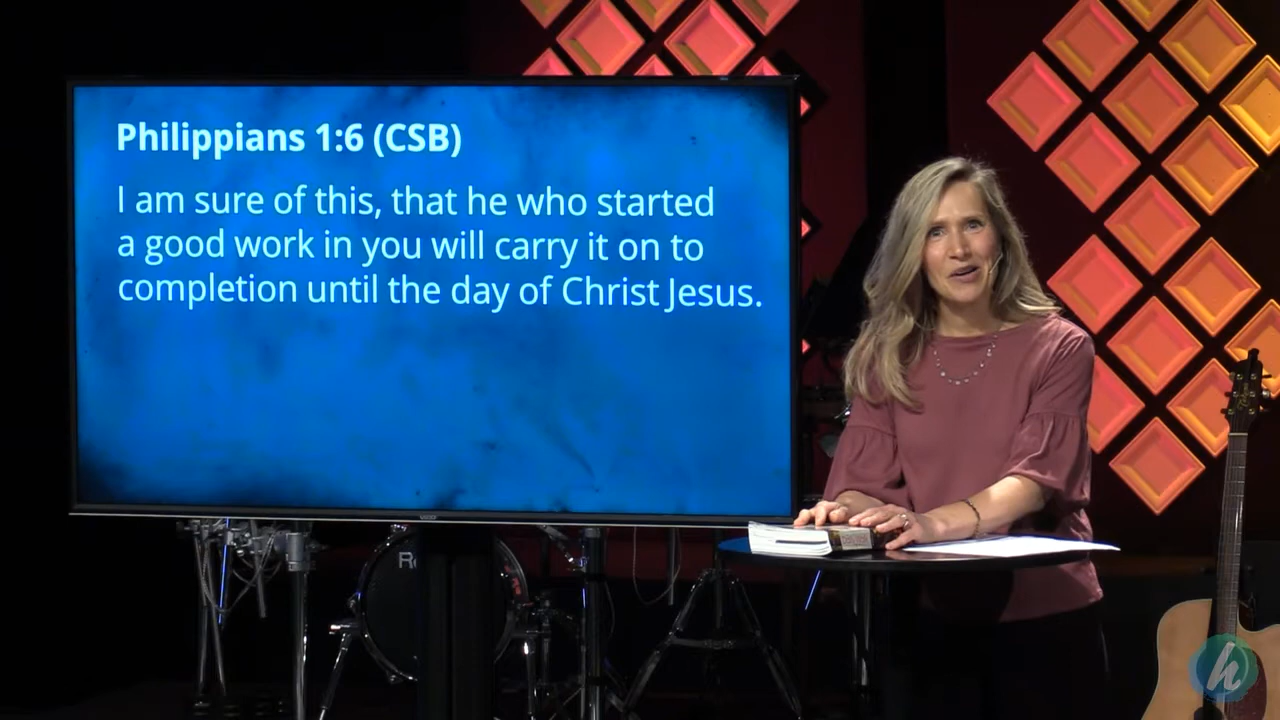 Philippians 1:6 (CSB)
I am sure of this, that he who started
a good work in you will carry it on to
completion until the day of Christ Jesus.
h